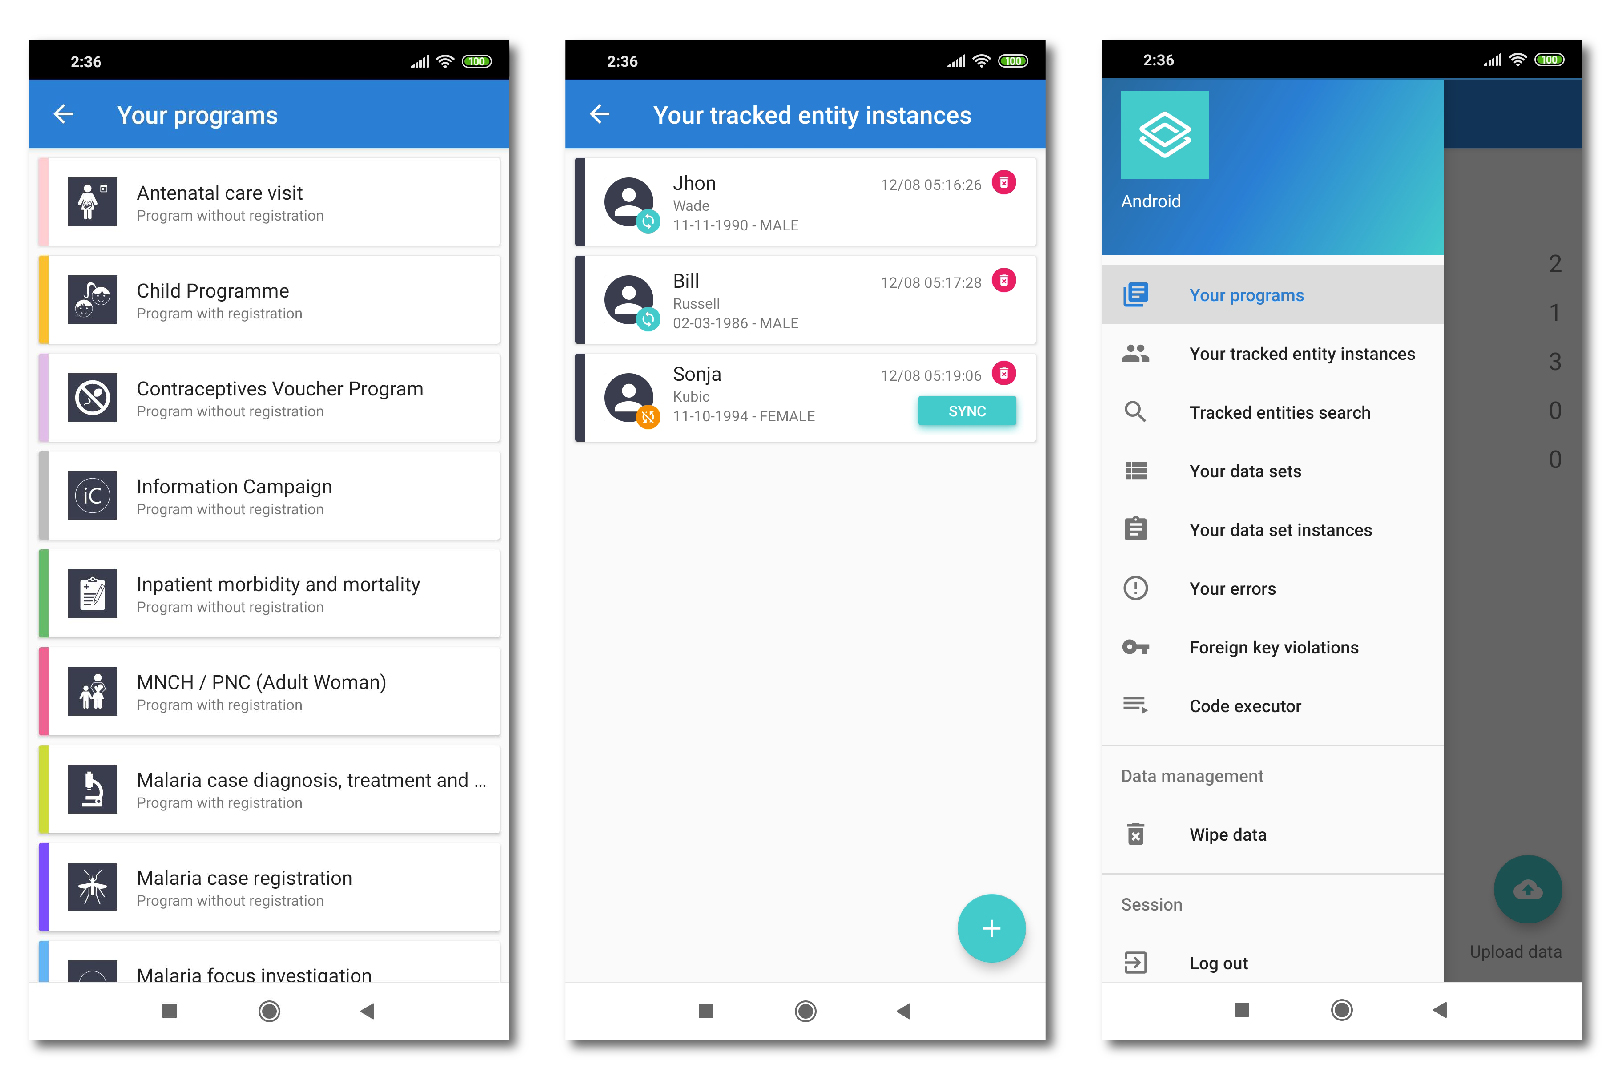 2:36
100
Your programs
Antenatal care visit
Program without registration
Child Programme
Program with registration
Contraceptives Voucher Program
Program without registration
iC
Information Campaign
Program without registration
Inpatient morbidity and mortality
Program without registration
MNCH / PNC (Adult Woman)
Program with registration
Malaria case diagnosis, treatment and ...
Program with registration
Malaria case registration
Program without registration
Malaria focus investigation
2:36
100
Your tracked entity instances
Jhon
12/08 05:16:26
Wade
11-11-1990 - MALE
Bill
12/08 05:17:28
Russell
02-03-1986 - MALE
Sonja
12/08 05:19:06
Kubic
11-10-1994 - FEMALE
SYNC
2:36
100
Android
Your programs
Your tracked entity instances
Tracked entities search
Your data sets
Your data set instances
Your errors
Foreign key violations
Code executor
Data management
Wipe data
Session
Log out
2
1
3
0
0
Upload data